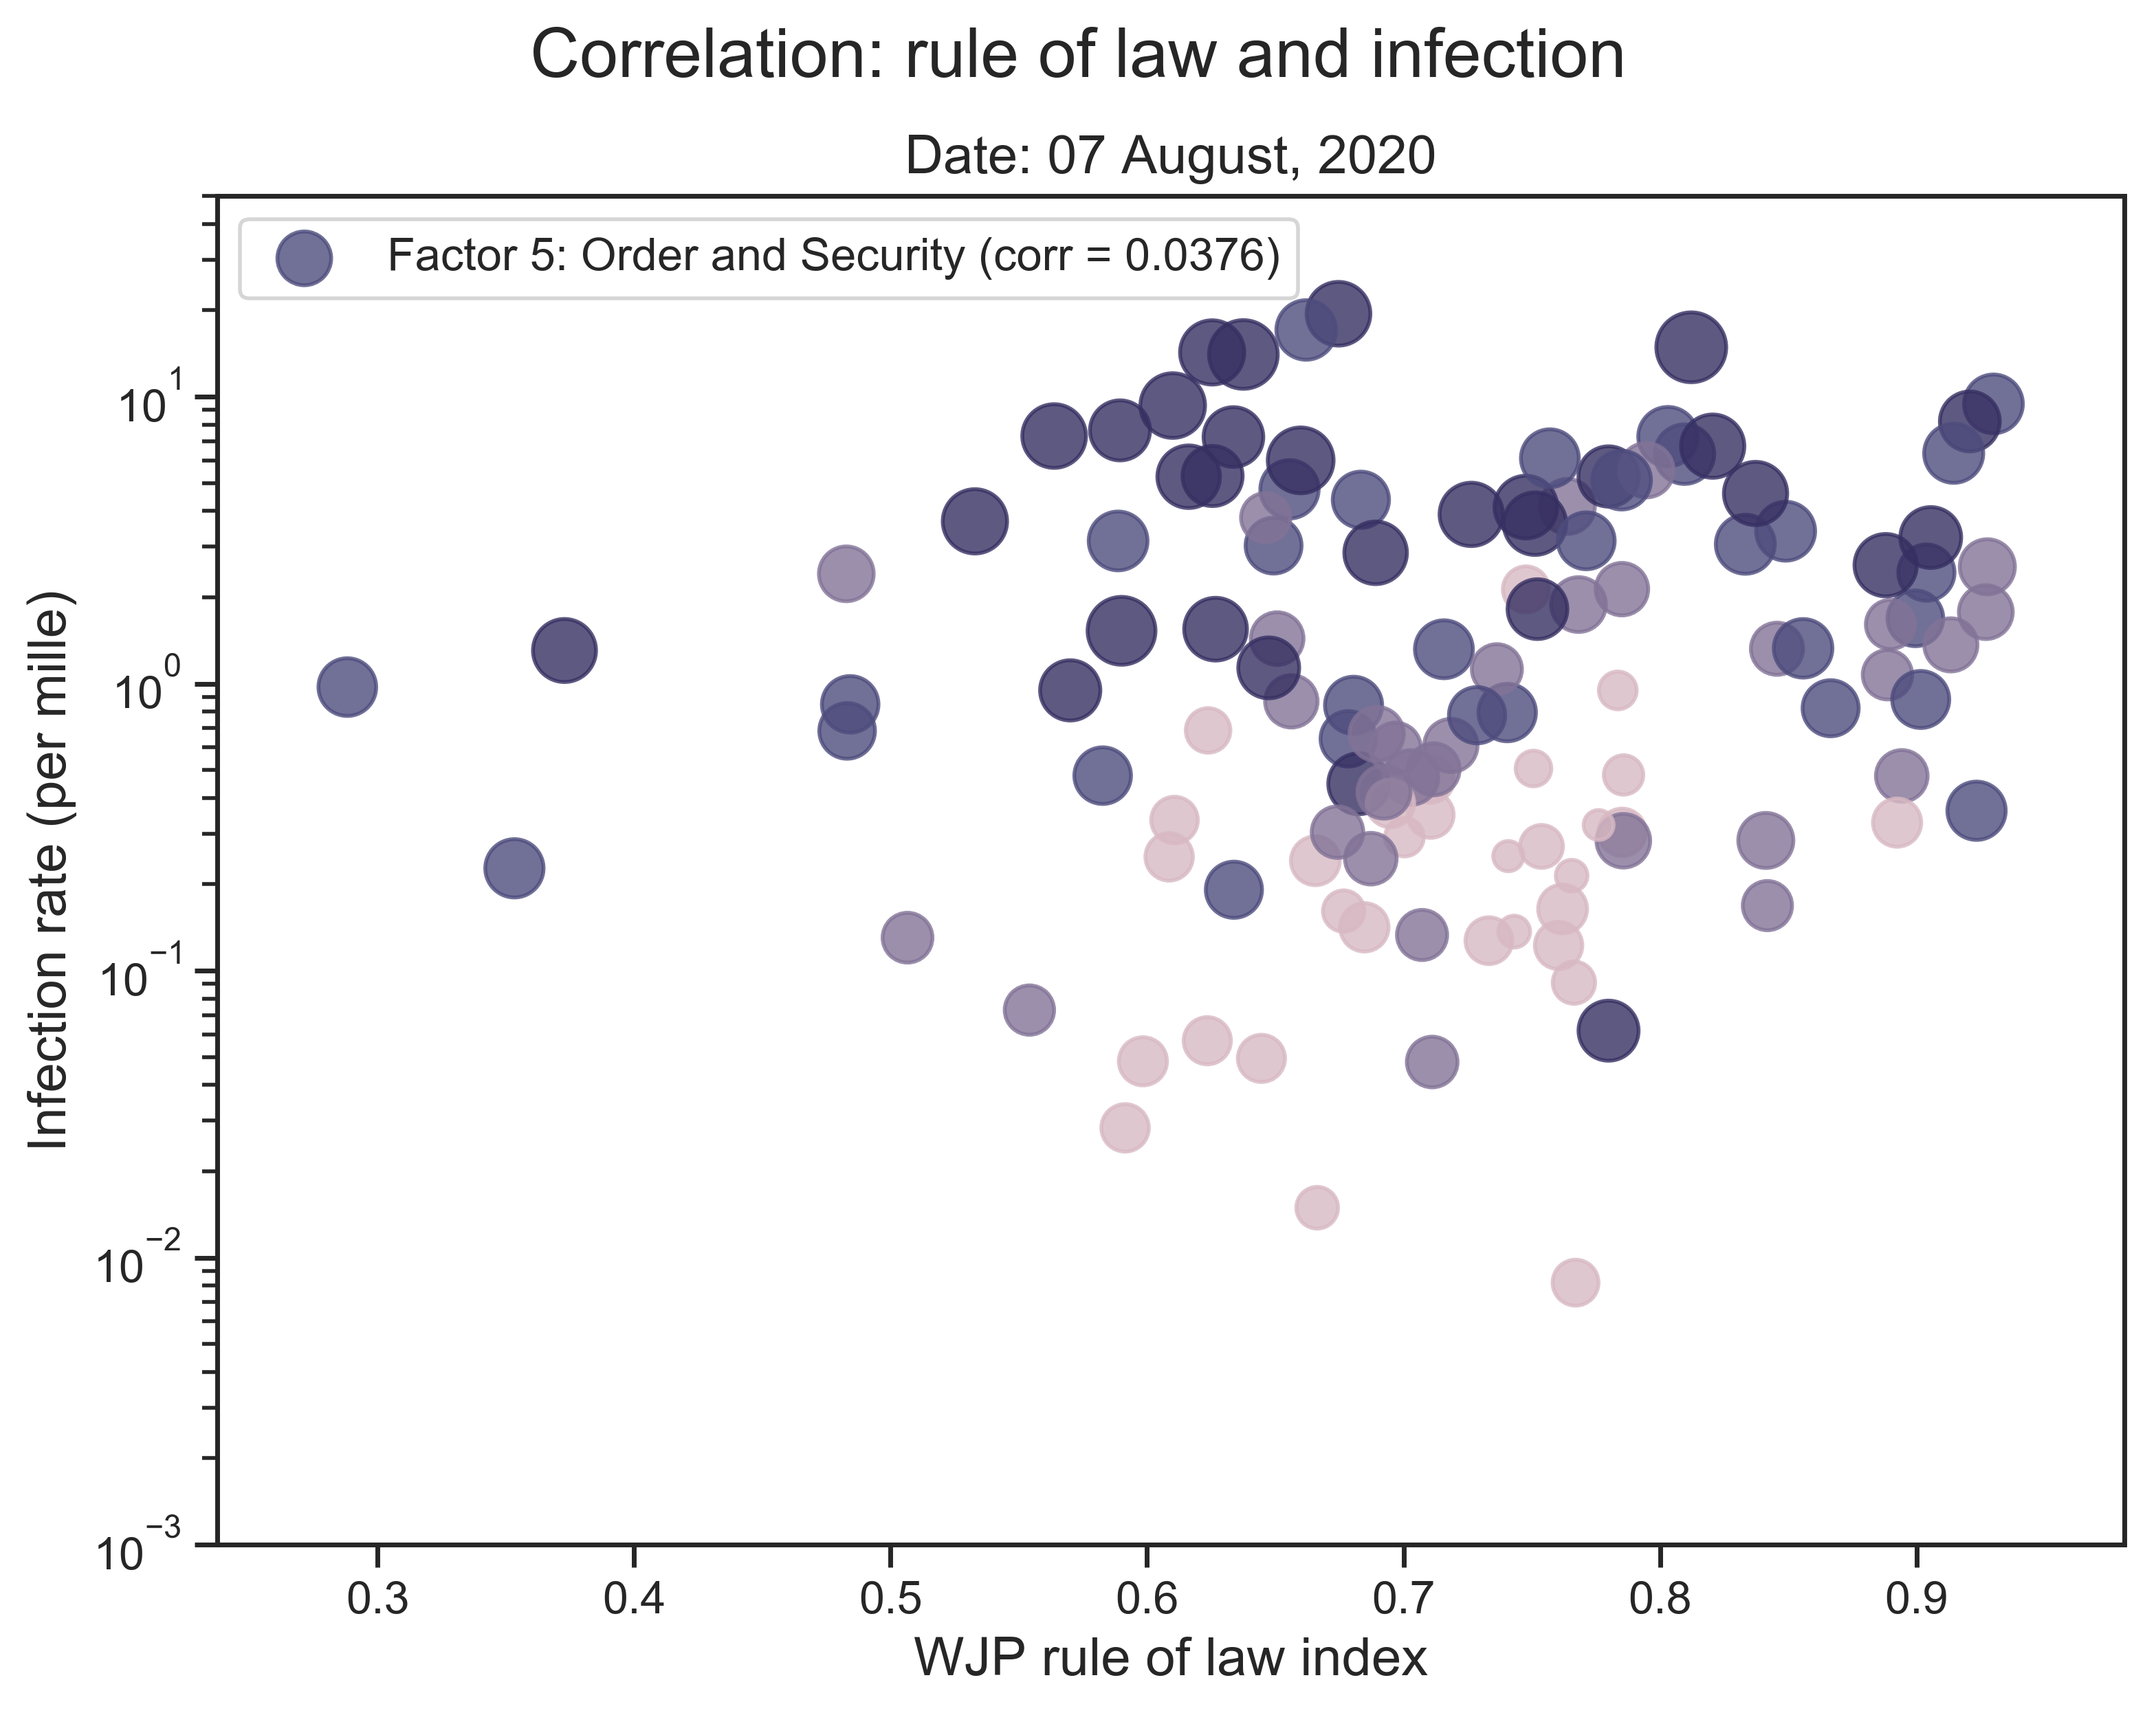 Correlation: rule of law and infection
Date: 07 August, 2020
Factor 5: Order and Security (corr = 0.0376)
Infection rate (per mille)
10^1
10^0
10^−1
10^−2
10^−3
0.3 0.4 0.5 0.6 0.7 0.8 0.9
WJP rule of law index